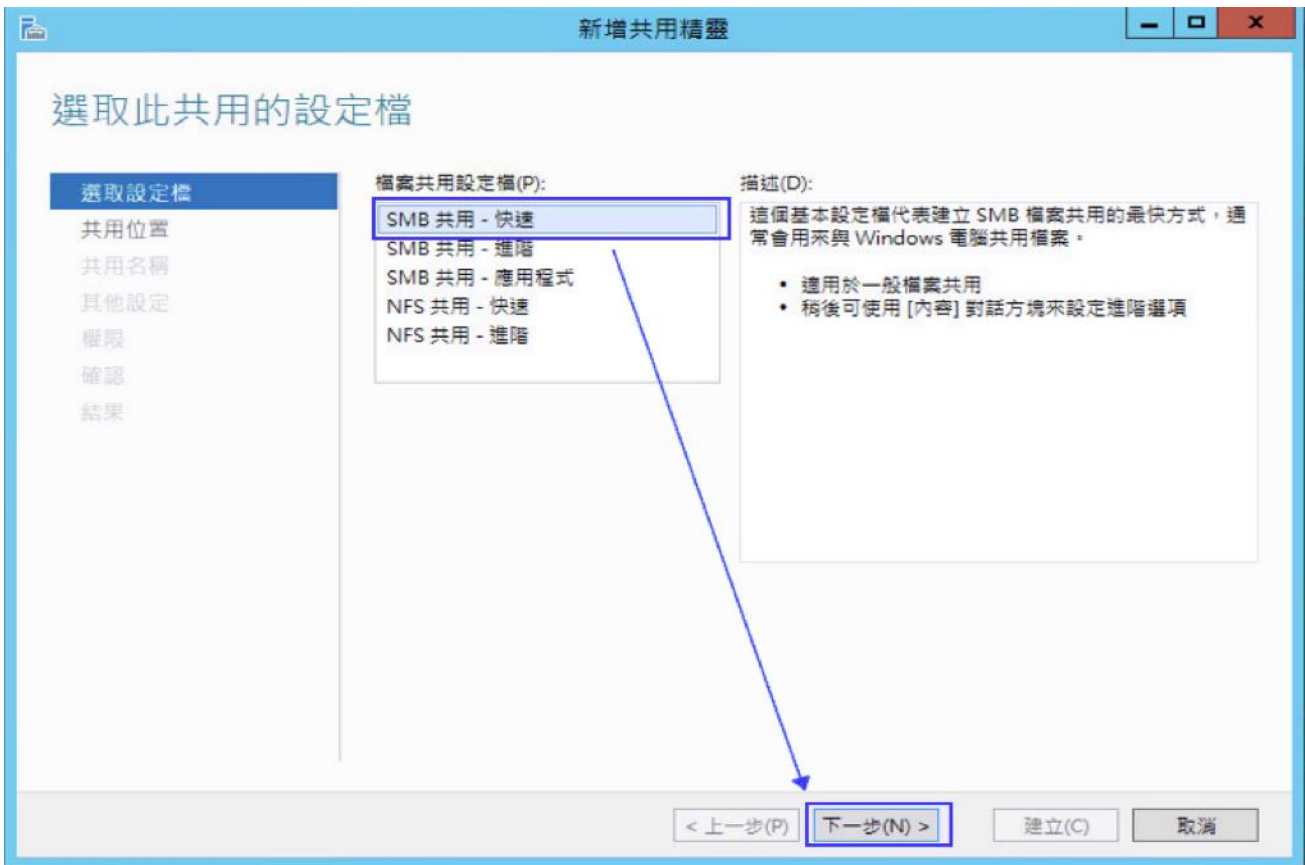 新增共用精靈
選取此共用的設定檔
選取設定檔
共用位置
共用名稱
其他設定
權限
確認
結果
檔案共用設定檔(P):
SMB 共用 - 快速
SMB 共用 - 進階
SMB 共用 - 應用程式
NFS 共用 - 快速
NFS 共用 - 進階
描述(D):
這個基本設定檔代表建立 SMB 檔案共用的最快方式，通
常會用來與 Windows 電腦共用檔案。
• 適用於一般檔案共用
• 稍後可使用 [內容] 對話方塊來設定進階選項
< 上一步(P)
下一步(N) >
建立(C)
取消